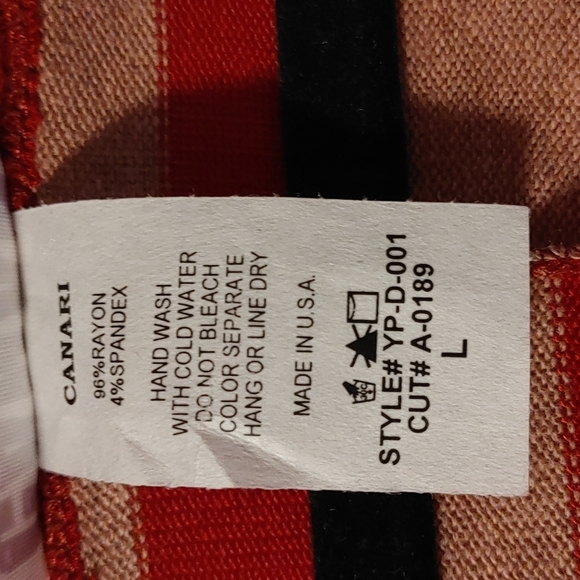 CANARI
96%RAYON
4%SPANDEX
HAND WASH
WITH COLD WATER
DO NOT BLEACH
COLOR SEPARATE
HANG OR LINE DRY
MADE IN U.S.A.
STYLE# YP-D-001
CUT# A-0189
L